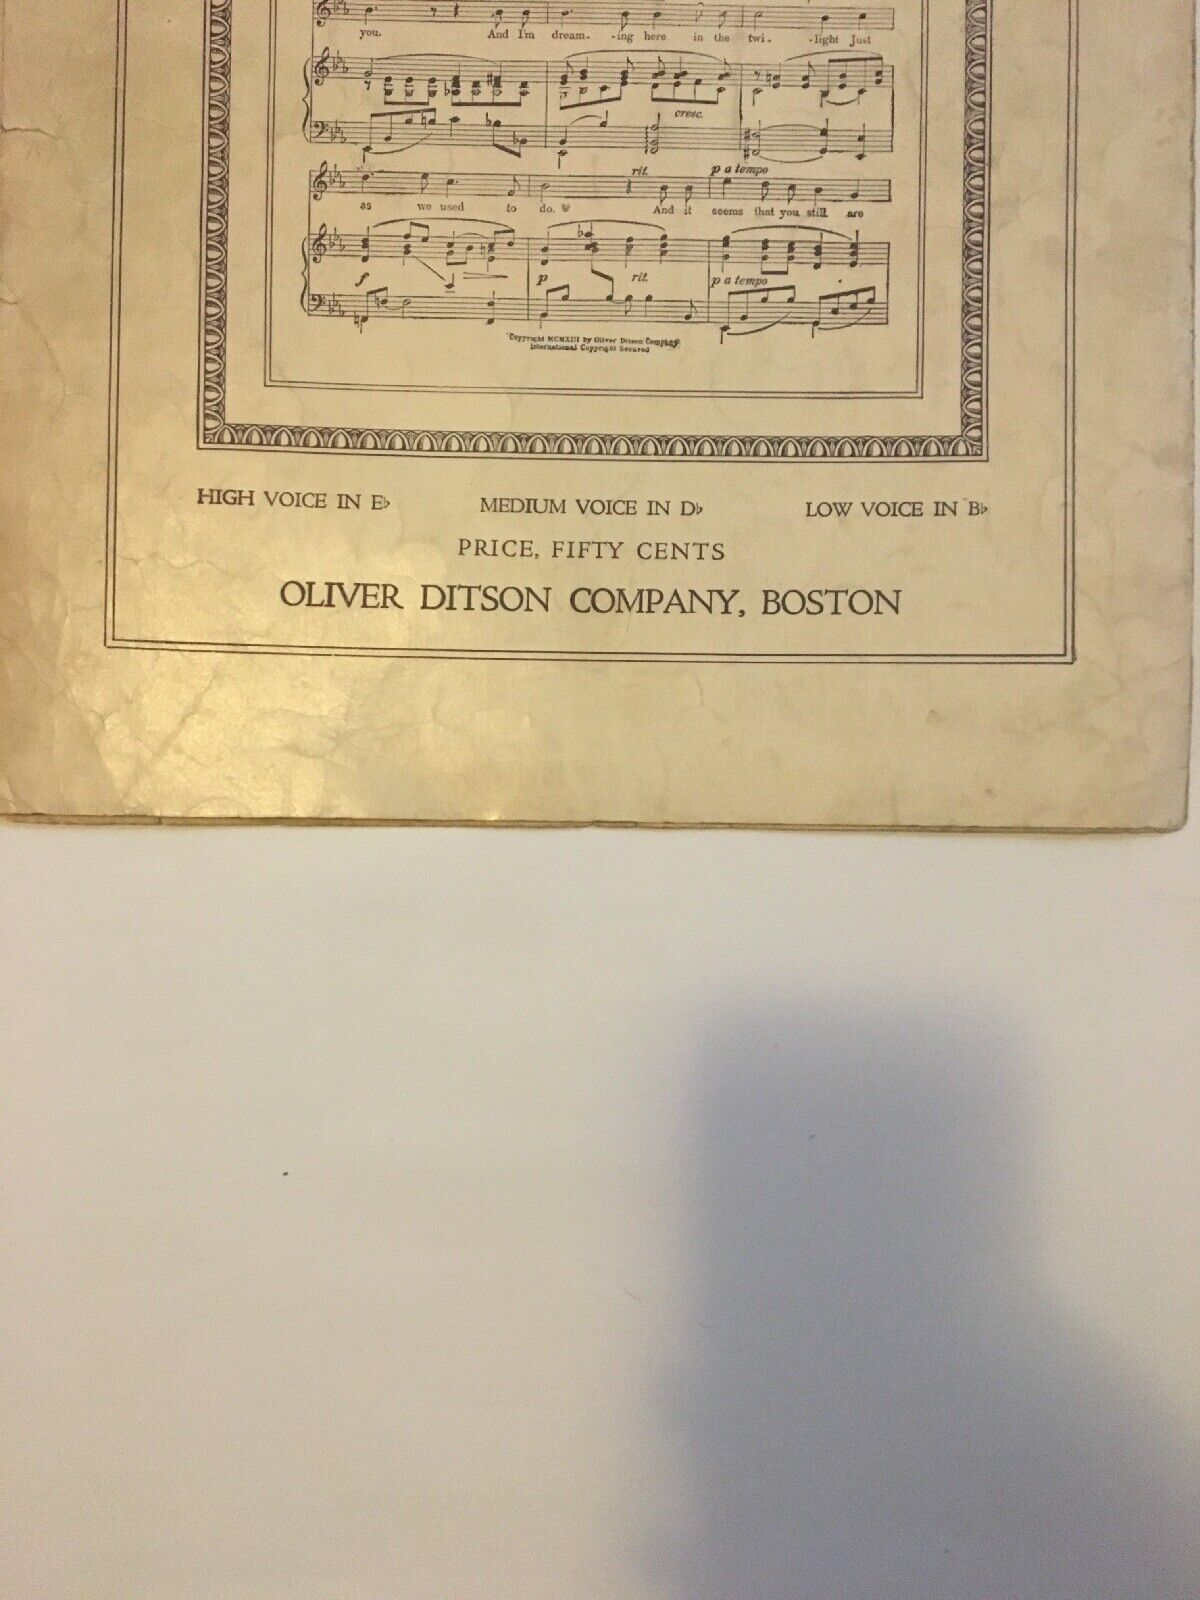 you. And I'm dream- -ing here in the twi- -light Just
cresc.
rit. p a tempo
as we used to do. And it seems that you still are
f p rit. p a tempo
Copyright MCMXIII by Oliver Ditson Company
International Copyright Secured
HIGH VOICE IN E♭ MEDIUM VOICE IN D♭ LOW VOICE IN B♭
PRICE, FIFTY CENTS
OLIVER DITSON COMPANY, BOSTON